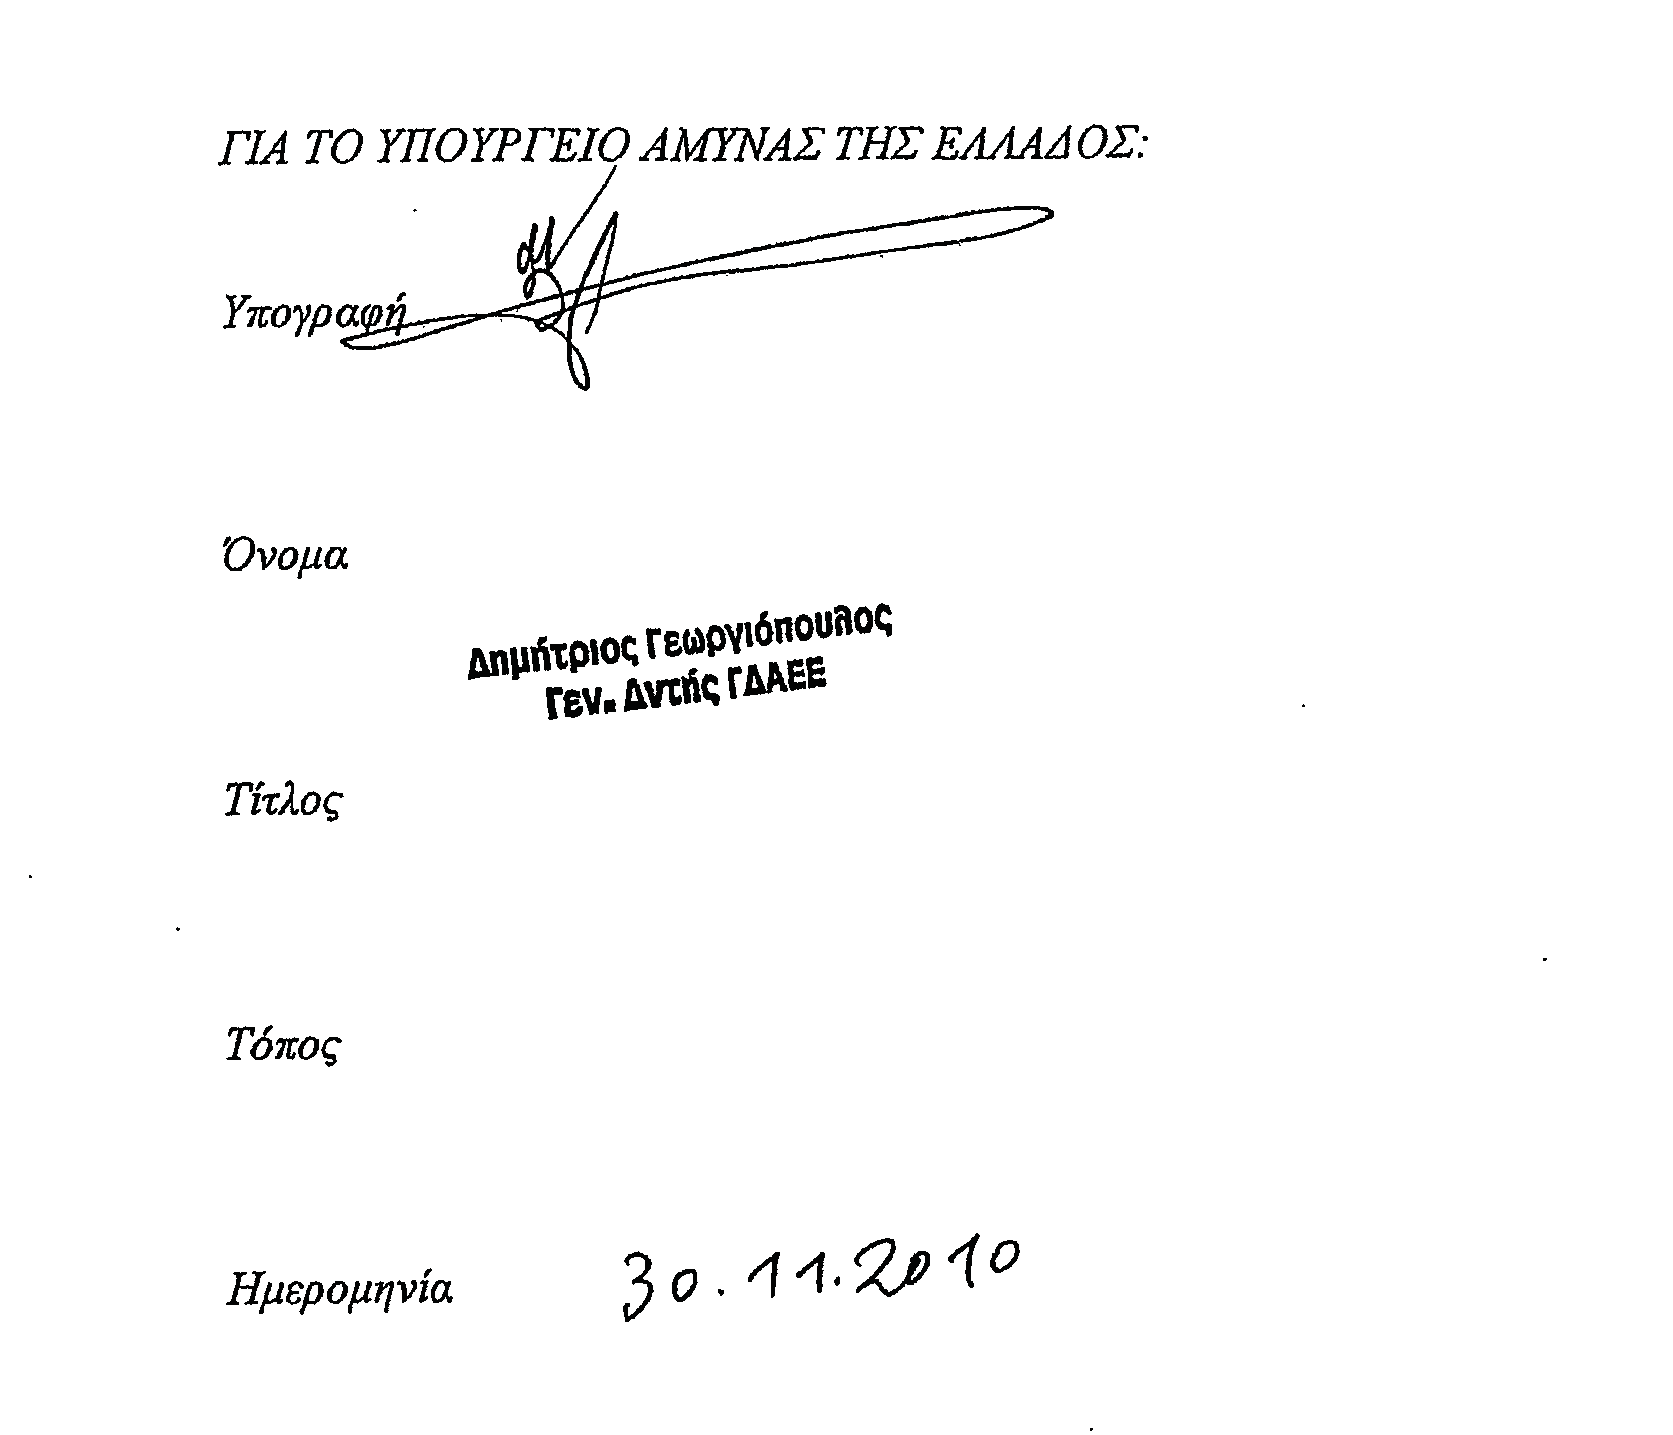 ΓΙΑ ΤΟ ΥΠΟΥΡΓΕΙΟ ΑΜΥΝΑΣ ΤΗΣ ΕΛΛΑΔΟΣ:
Υπογραφή
Όνομα
Δημήτριος Γεωργιόπουλος
Γεν. Δντής ΓΔΑΕΕ
Τίτλος
Τόπος
Ημερομηνία 30.11.2010